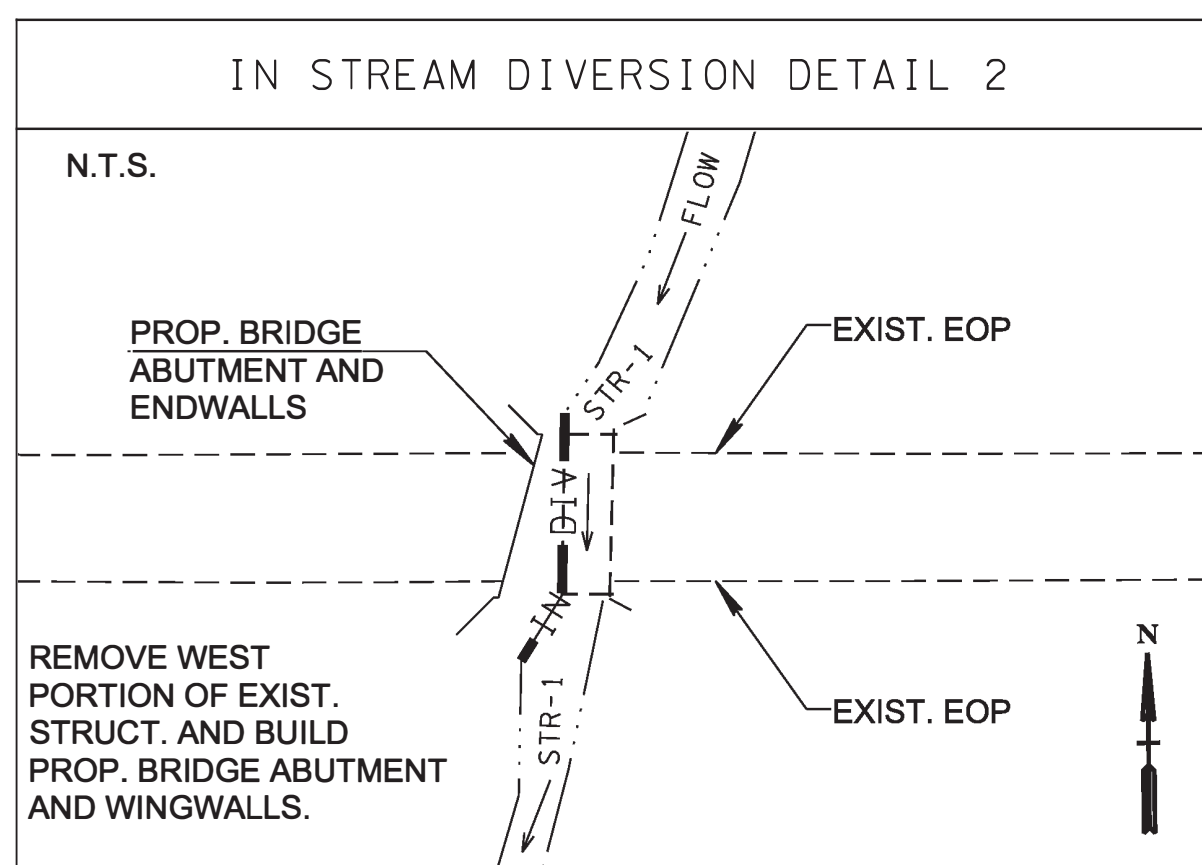 IN STREAM DIVERSION DETAIL 2
N.T.S.
FLOW
PROP. BRIDGE
ABUTMENT AND
ENDWALLS
EXIST. EOP
STR-1
IN DIV
REMOVE WEST
PORTION OF EXIST.
STRUCT. AND BUILD
PROP. BRIDGE ABUTMENT
AND WINGWALLS.
STR-1
EXIST. EOP
N